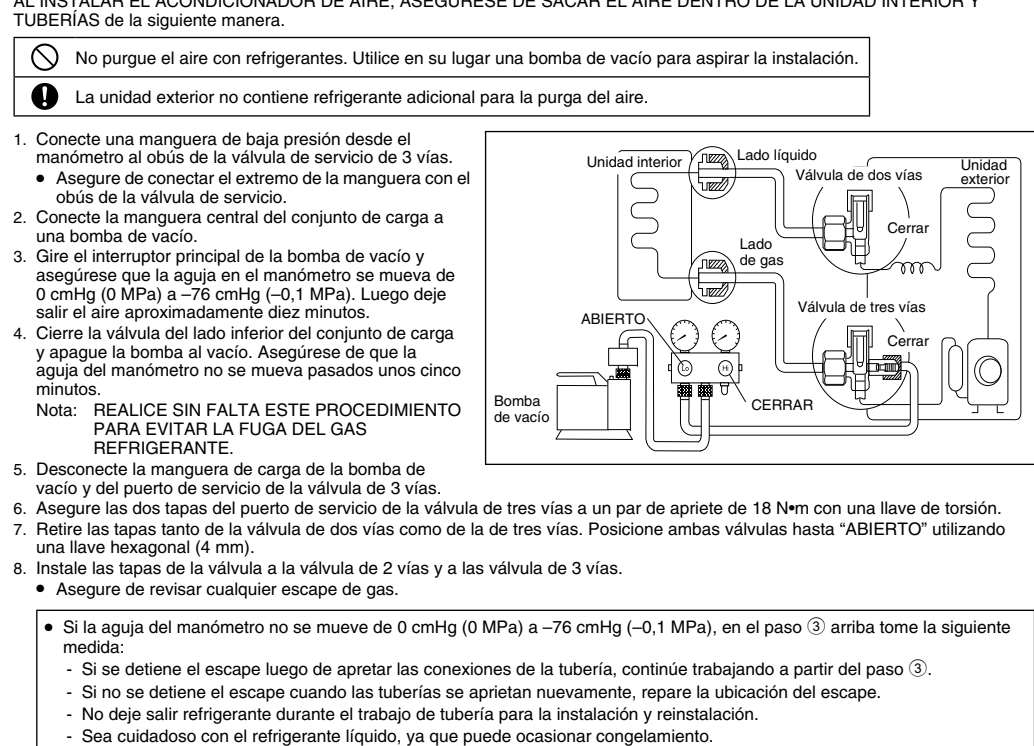 AL INSTALAR EL ACONDICIONADOR DE AIRE, ASEGÚRESE DE SACAR EL AIRE DENTRO DE LA UNIDAD INTERIOR Y
TUBERÍAS de la siguiente manera.
No purgue el aire con refrigerantes. Utilice en su lugar una bomba de vacío para aspirar la instalación.
La unidad exterior no contiene refrigerante adicional para la purga del aire.
1. Conecte una manguera de baja presión desde el
manómetro al obús de la válvula de servicio de 3 vías.
• Asegure de conectar el extremo de la manguera con el
obús de la válvula de servicio.
2. Conecte la manguera central del conjunto de carga a
una bomba de vacío.
3. Gire el interruptor principal de la bomba de vacío y
asegúrese que la aguja en el manómetro se mueva de
0 cmHg (0 MPa) a –76 cmHg (–0,1 MPa). Luego deje
salir el aire aproximadamente diez minutos.
4. Cierre la válvula del lado inferior del conjunto de carga
y apague la bomba al vacío. Asegúrese de que la
aguja del manómetro no se mueva pasados unos cinco
minutos.
Nota: REALICE SIN FALTA ESTE PROCEDIMIENTO
PARA EVITAR LA FUGA DEL GAS
REFRIGERANTE.
5. Desconecte la manguera de carga de la bomba de
vacío y del puerto de servicio de la válvula de 3 vías.
Unidad interior
Lado líquido
Válvula de dos vías
Unidad
exterior
Cerrar
Lado
de gas
Válvula de tres vías
ABIERTO
Cerrar
Lo
Hi
Bomba
de vacío
CERRAR
6. Asegure las dos tapas del puerto de servicio de la válvula de tres vías a un par de apriete de 18 N•m con una llave de torsión.
7. Retire las tapas tanto de la válvula de dos vías como de la de tres vías. Posicione ambas válvulas hasta “ABIERTO” utilizando
una llave hexagonal (4 mm).
8. Instale las tapas de la válvula a la válvula de 2 vías y a las válvula de 3 vías.
• Asegure de revisar cualquier escape de gas.
• Si la aguja del manómetro no se mueve de 0 cmHg (0 MPa) a –76 cmHg (–0,1 MPa), en el paso ③ arriba tome la siguiente
medida:
- Si se detiene el escape luego de apretar las conexiones de la tubería, continúe trabajando a partir del paso ③.
- Si no se detiene el escape cuando las tuberías se aprietan nuevamente, repare la ubicación del escape.
- No deje salir refrigerante durante el trabajo de tubería para la instalación y reinstalación.
- Sea cuidadoso con el refrigerante líquido, ya que puede ocasionar congelamiento.